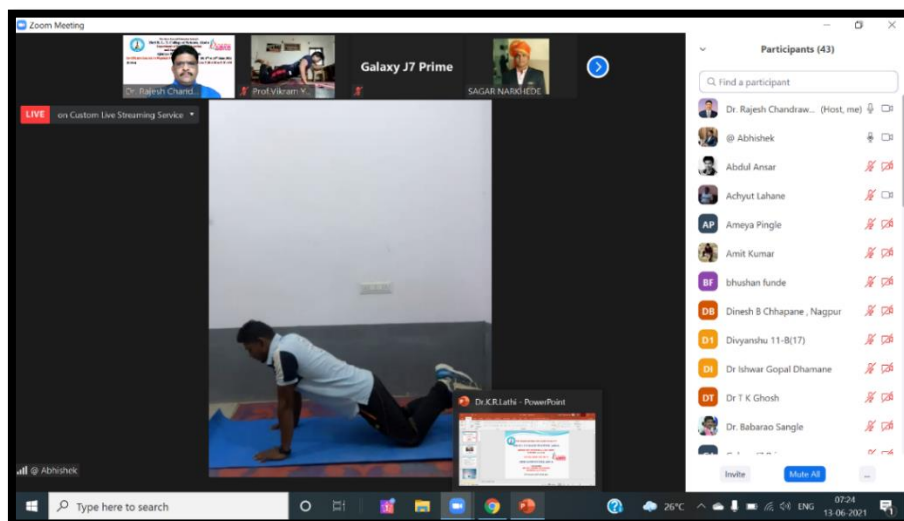 Zoom Meeting
Dr. Rajesh Chand...
Prof.Vikram Y...
Galaxy J7 Prime
SAGAR NARKHEDE
LIVE on Custom Live Streaming Service
@ Abhishek
Dr.K.R.Lathi - PowerPoint
Participants (43)
Find a participant
Dr. Rajesh Chandraw... (Host, me)
@ Abhishek
Abdul Ansar
Achyut Lahane
AP Ameya Pingle
Amit Kumar
BF bhushan funde
DB Dinesh B Chhapane , Nagpur
D1 Divyanshu 11-B(17)
DI Dr Ishwar Gopal Dhamane
DT Dr T K Ghosh
Dr. Babarao Sangle
Invite Mute All ...
Type here to search
26°C ENG 07:24
13-06-2021